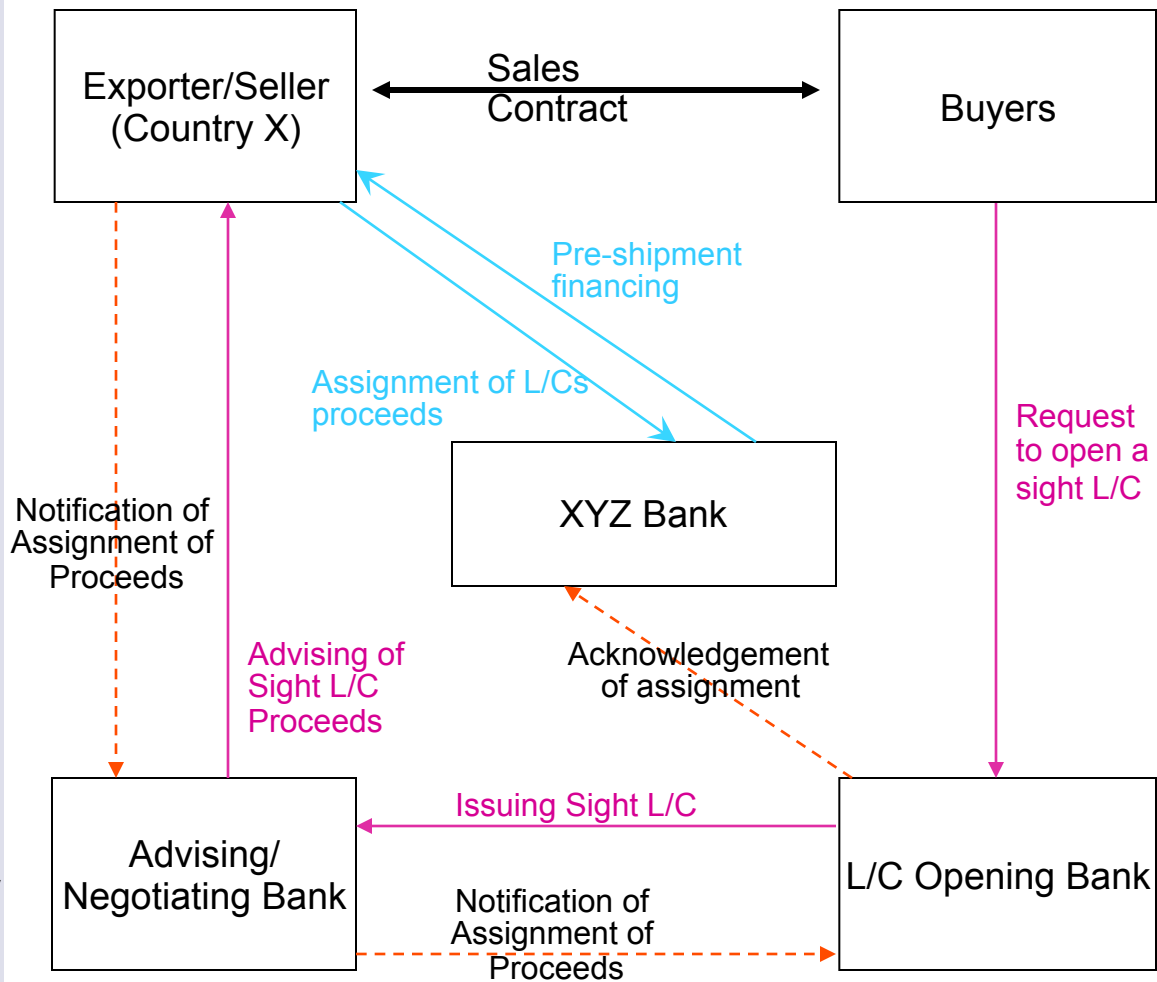 Exporter/Seller
(Country X)
Sales
Contract
Buyers
Pre-shipment
financing
Assignment of L/Cs
proceeds
Request
to open a
sight L/C
XYZ Bank
Notification of
Assignment of
Proceeds
Advising of
Sight L/C
Proceeds
Acknowledgement
of assignment
Issuing Sight L/C
Advising/
Negotiating Bank
L/C Opening Bank
Notification of
Assignment of
Proceeds